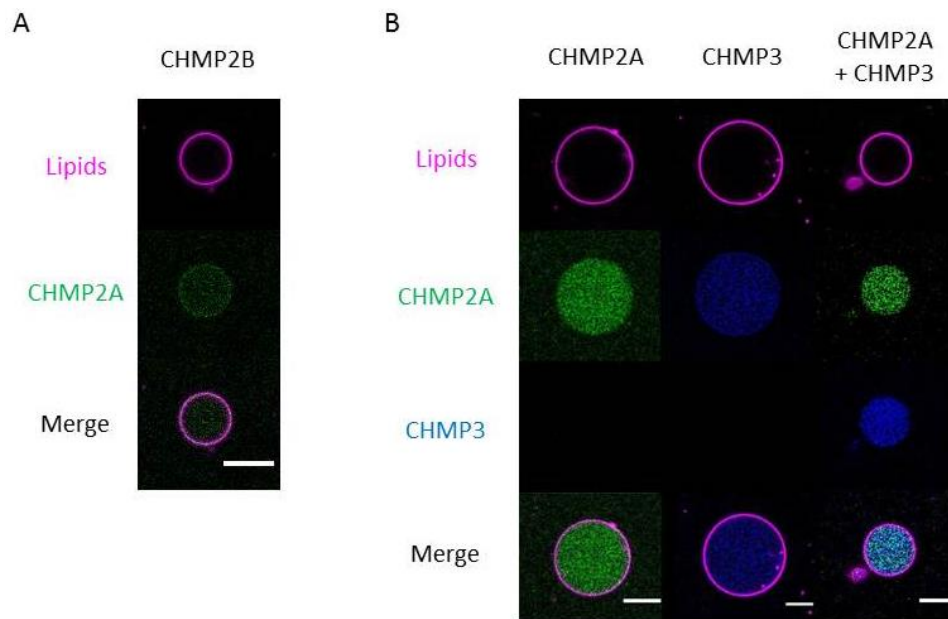 A
CHMP2B
Lipids
CHMP2A
Merge
B
CHMP2A
CHMP3
CHMP2A
+ CHMP3
Lipids
CHMP2A
CHMP3
Merge